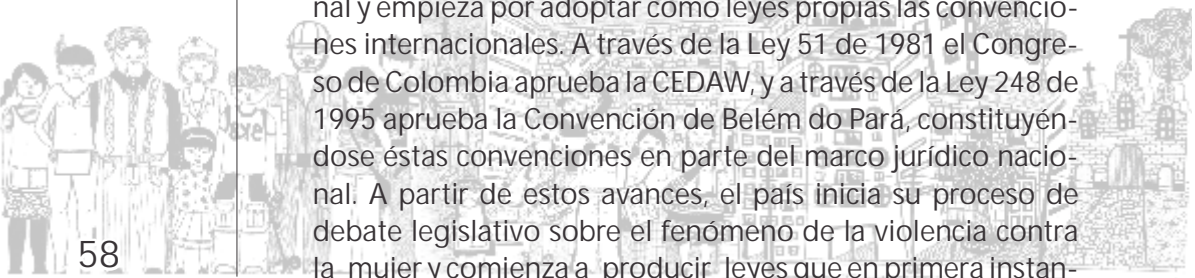 nal y empieza por adoptar como leyes propias las convencio-
nes internacionales. A través de la Ley 51 de 1981 el Congre-
so de Colombia aprueba la CEDAW, y a través de la Ley 248 de
1995 aprueba la Convención de Belém do Pará, constituyén-
dose éstas convenciones en parte del marco jurídico nacio-
nal. A partir de estos avances, el país inicia su proceso de
debate legislativo sobre el fenómeno de la violencia contra
la mujer y comienza a producir leyes que en primera instan-
58